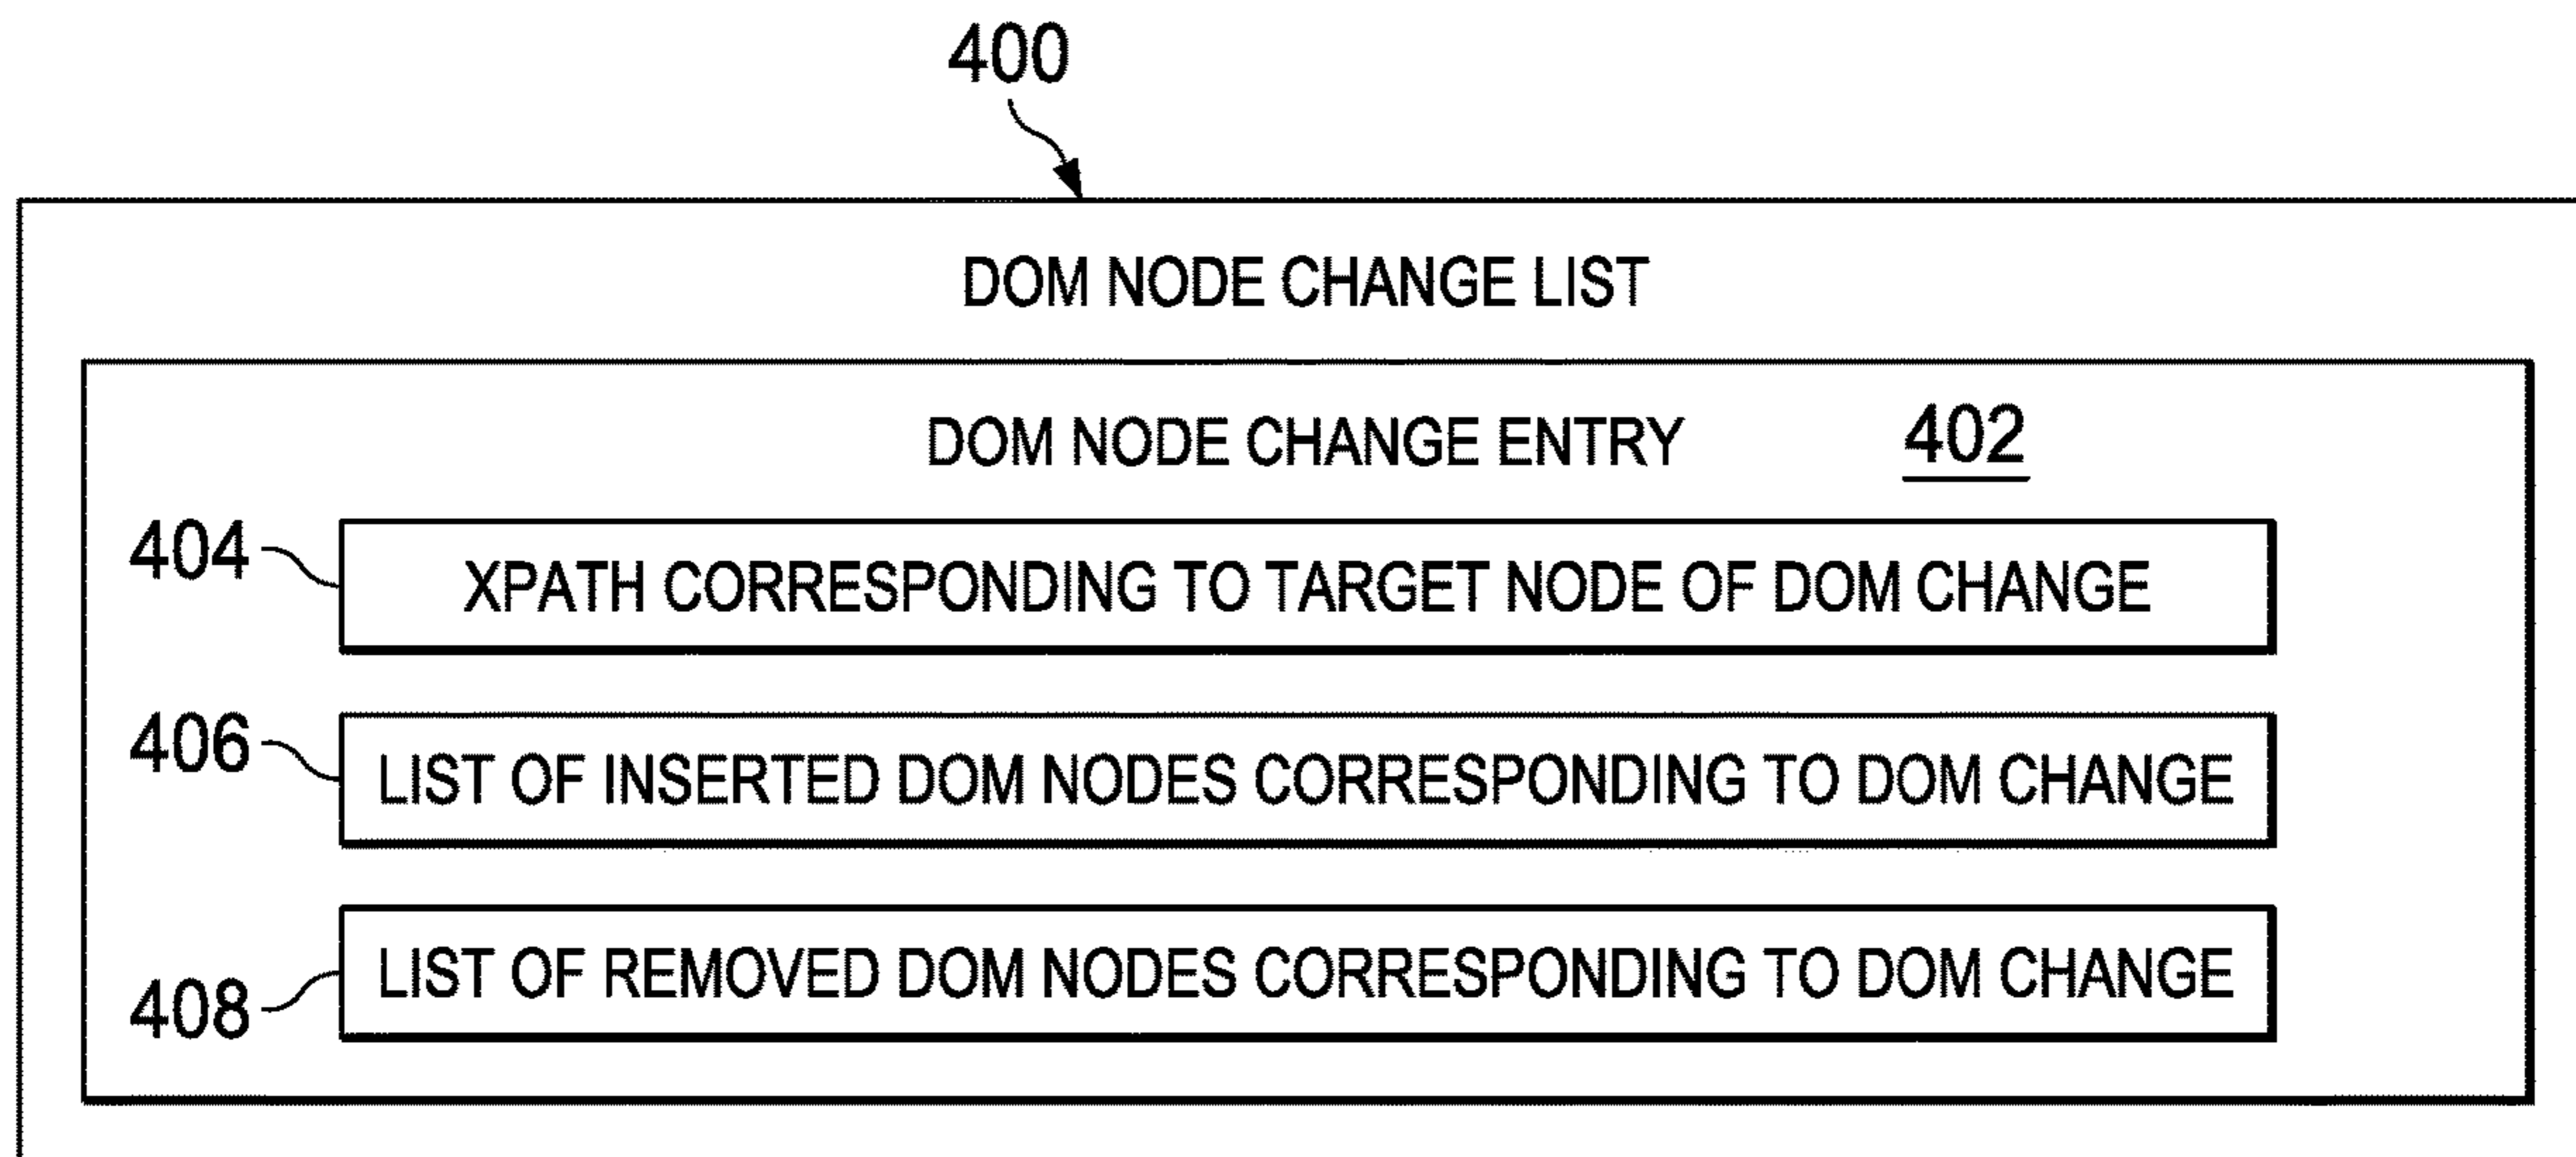 400
DOM NODE CHANGE LIST
DOM NODE CHANGE ENTRY 402
404 XPATH CORRESPONDING TO TARGET NODE OF DOM CHANGE
406 LIST OF INSERTED DOM NODES CORRESPONDING TO DOM CHANGE
408 LIST OF REMOVED DOM NODES CORRESPONDING TO DOM CHANGE